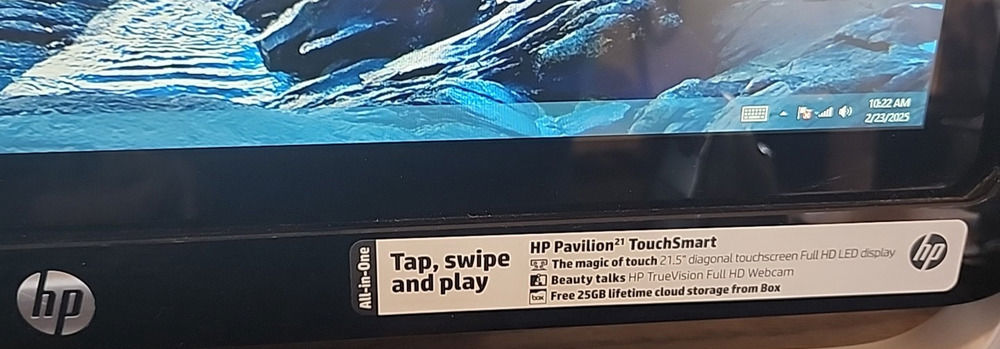 10:22 AM
2/23/2025
hp
All-in-One
Tap, swipe
and play
HP Pavilion²¹ TouchSmart
The magic of touch 21.5" diagonal touchscreen Full HD LED display
Beauty talks HP TrueVision Full HD Webcam
box Free 25GB lifetime cloud storage from Box
hp